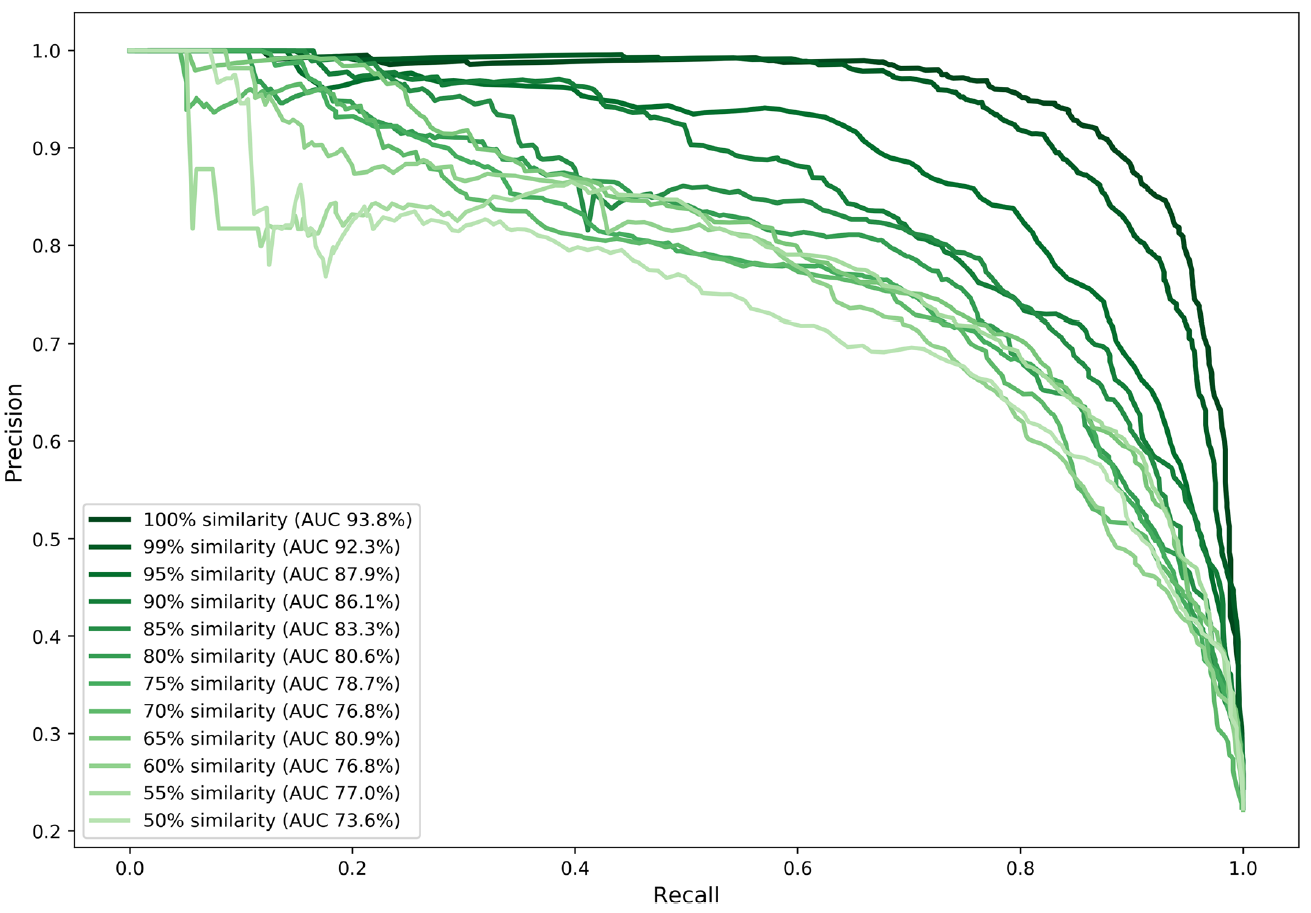 1.0
0.9
0.8
0.7
0.6
0.5
0.4
0.3
0.2
Precision
100% similarity (AUC 93.8%)
99% similarity (AUC 92.3%)
95% similarity (AUC 87.9%)
90% similarity (AUC 86.1%)
85% similarity (AUC 83.3%)
80% similarity (AUC 80.6%)
75% similarity (AUC 78.7%)
70% similarity (AUC 76.8%)
65% similarity (AUC 80.9%)
60% similarity (AUC 76.8%)
55% similarity (AUC 77.0%)
50% similarity (AUC 73.6%)
0.0 0.2 0.4 0.6 0.8 1.0
Recall